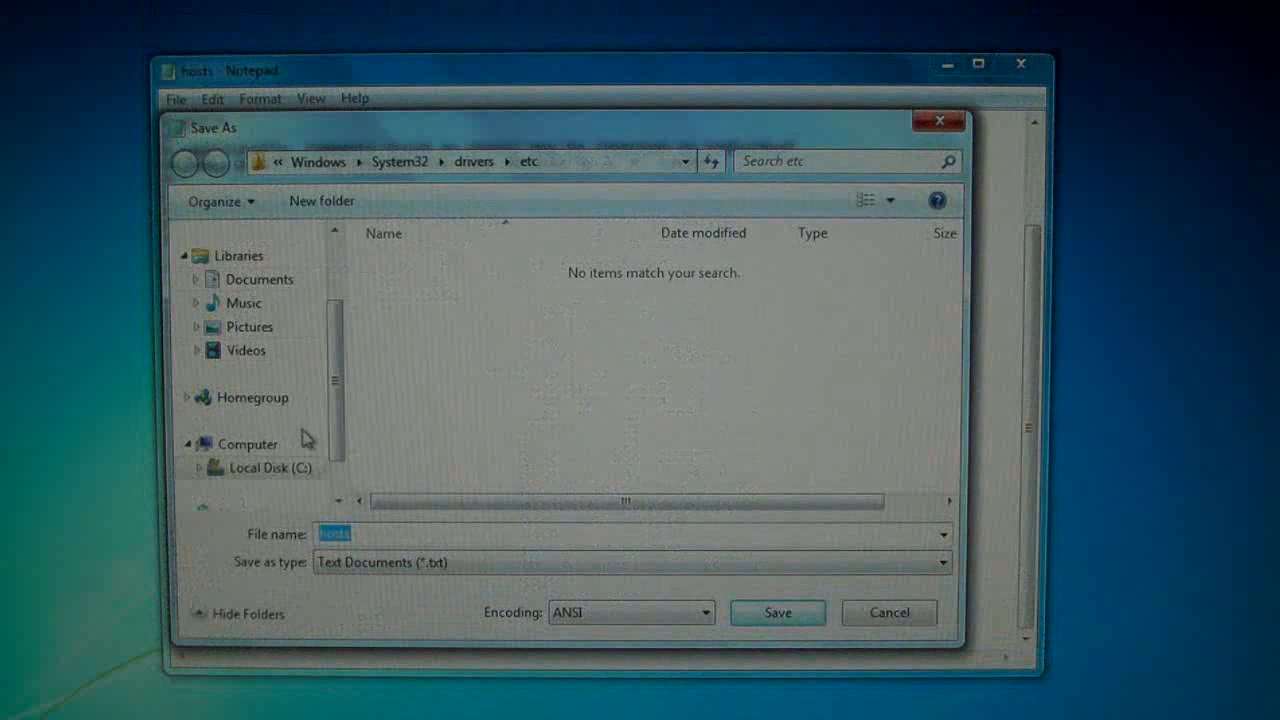 hosts - Notepad
File Edit Format View Help
Save As
« Windows System32 drivers etc
Search etc
Organize New folder
Name Date modified Type Size
No items match your search.
Libraries
Documents
Music
Pictures
Videos
Homegroup
Computer
Local Disk (C:)
File name: hosts
Save as type: Text Documents (*.txt)
Hide Folders Encoding: ANSI Save Cancel